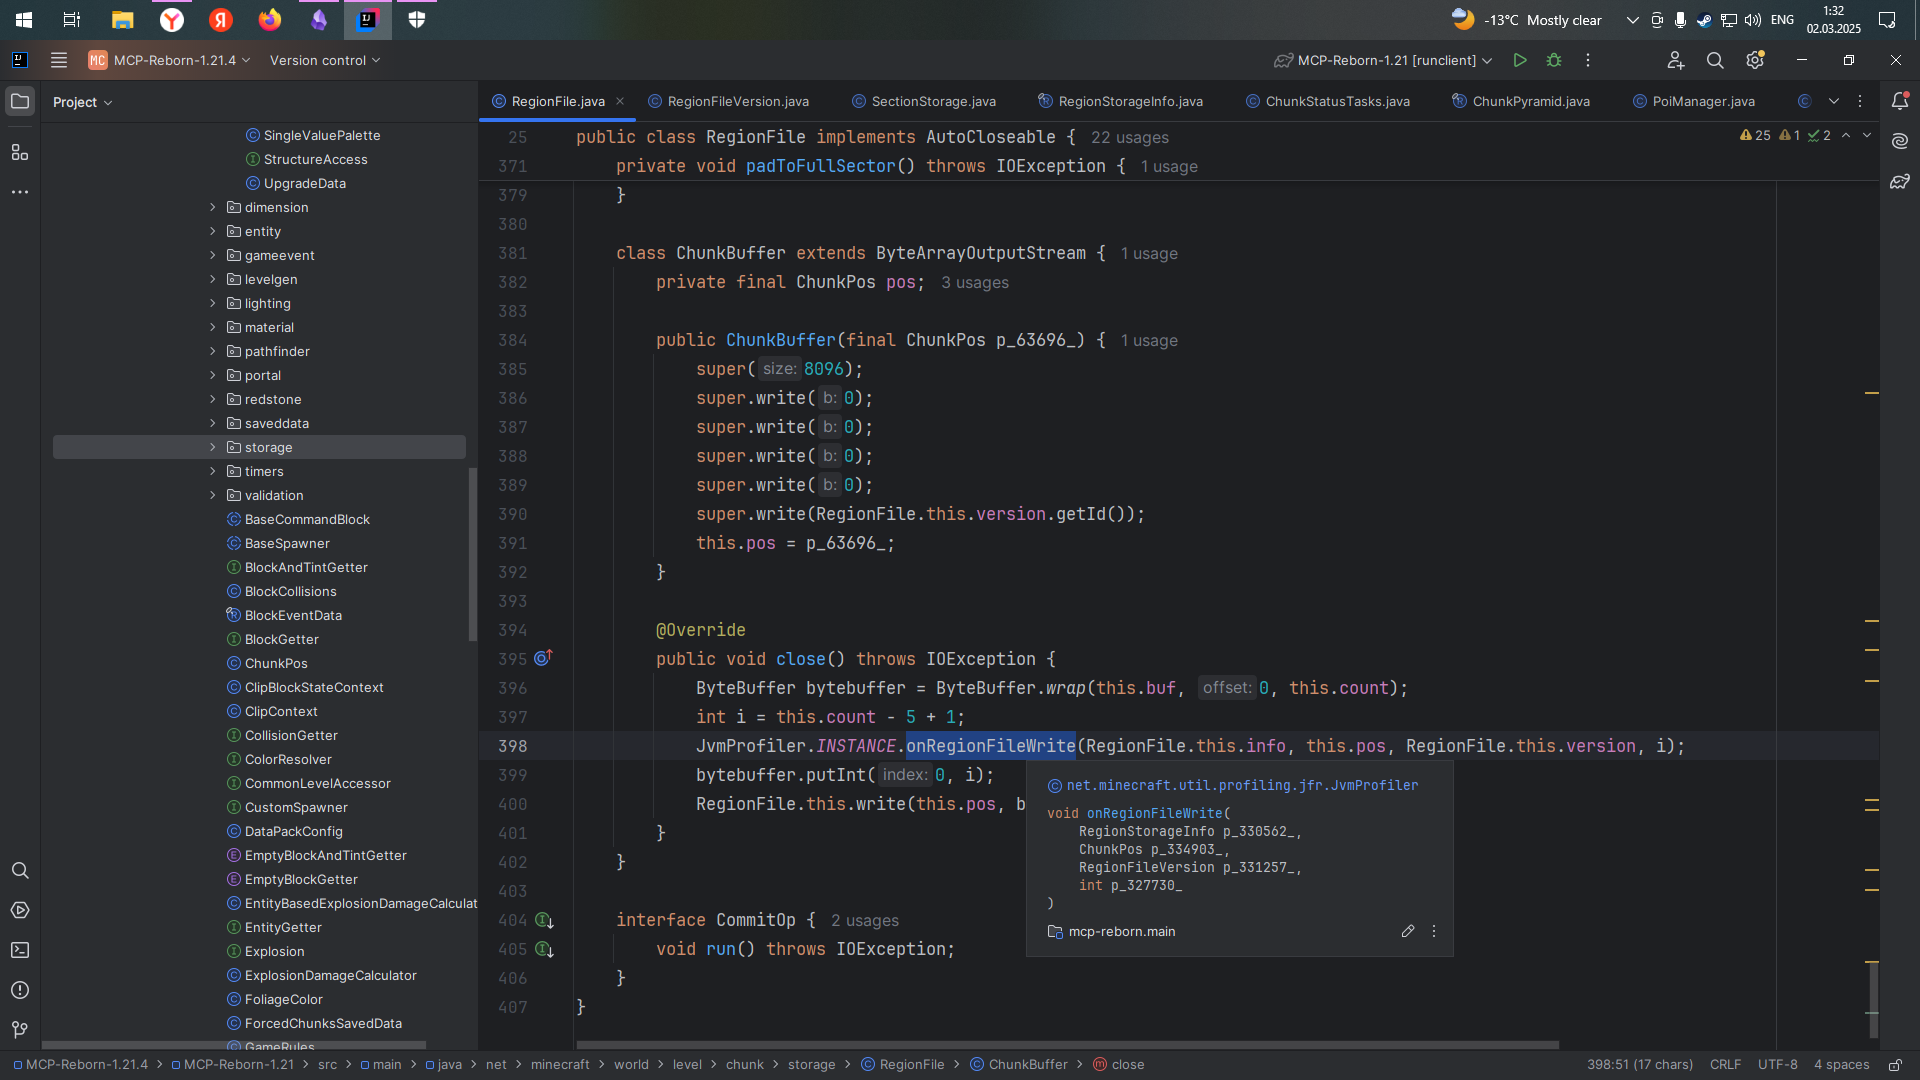 -13°C Mostly clear
ENG
1:32
02.03.2025
MC MCP-Reborn-1.21.4 Version control
MCP-Reborn-1.21 [runclient]
Project
RegionFile.java
RegionFileVersion.java
SectionStorage.java
RegionStorageInfo.java
ChunkStatusTasks.java
ChunkPyramid.java
PoiManager.java
SingleValuePalette
StructureAccess
UpgradeData
dimension
entity
gameevent
levelgen
lighting
material
pathfinder
portal
redstone
saveddata
storage
timers
validation
BaseCommandBlock
BaseSpawner
BlockAndTintGetter
BlockCollisions
BlockEventData
BlockGetter
ChunkPos
ClipBlockStateContext
ClipContext
CollisionGetter
ColorResolver
CommonLevelAccessor
CustomSpawner
DataPackConfig
EmptyBlockAndTintGetter
EmptyBlockGetter
EntityBasedExplosionDamageCalculat
EntityGetter
Explosion
ExplosionDamageCalculator
FoliageColor
ForcedChunksSavedData
GameRules
25 public class RegionFile implements AutoCloseable { 22 usages
25 1 2
371 private void padToFullSector() throws IOException { 1 usage
379 }
380
381 class ChunkBuffer extends ByteArrayOutputStream { 1 usage
382 private final ChunkPos pos; 3 usages
383
384 public ChunkBuffer(final ChunkPos p_63696_) { 1 usage
385 super( size: 8096);
386 super.write( b: 0);
387 super.write( b: 0);
388 super.write( b: 0);
389 super.write( b: 0);
390 super.write(RegionFile.this.version.getId());
391 this.pos = p_63696_;
392 }
393
394 @Override
395 public void close() throws IOException {
396 ByteBuffer bytebuffer = ByteBuffer.wrap(this.buf, offset: 0, this.count);
397 int i = this.count - 5 + 1;
398 JvmProfiler.INSTANCE.onRegionFileWrite(RegionFile.this.info, this.pos, RegionFile.this.version, i);
399 bytebuffer.putInt( index: 0, i);
400 RegionFile.this.write(this.pos, b
401 }
402 }
403
404 interface CommitOp { 2 usages
405 void run() throws IOException;
406 }
407 }
net.minecraft.util.profiling.jfr.JvmProfiler
void onRegionFileWrite(
RegionStorageInfo p_330562_,
ChunkPos p_334903_,
RegionFileVersion p_331257_,
int p_327730_
)
mcp-reborn.main
MCP-Reborn-1.21.4 > MCP-Reborn-1.21 > src > main > java > net > minecraft > world > level > chunk > storage > RegionFile > ChunkBuffer > close
398:51 (17 chars) CRLF UTF-8 4 spaces